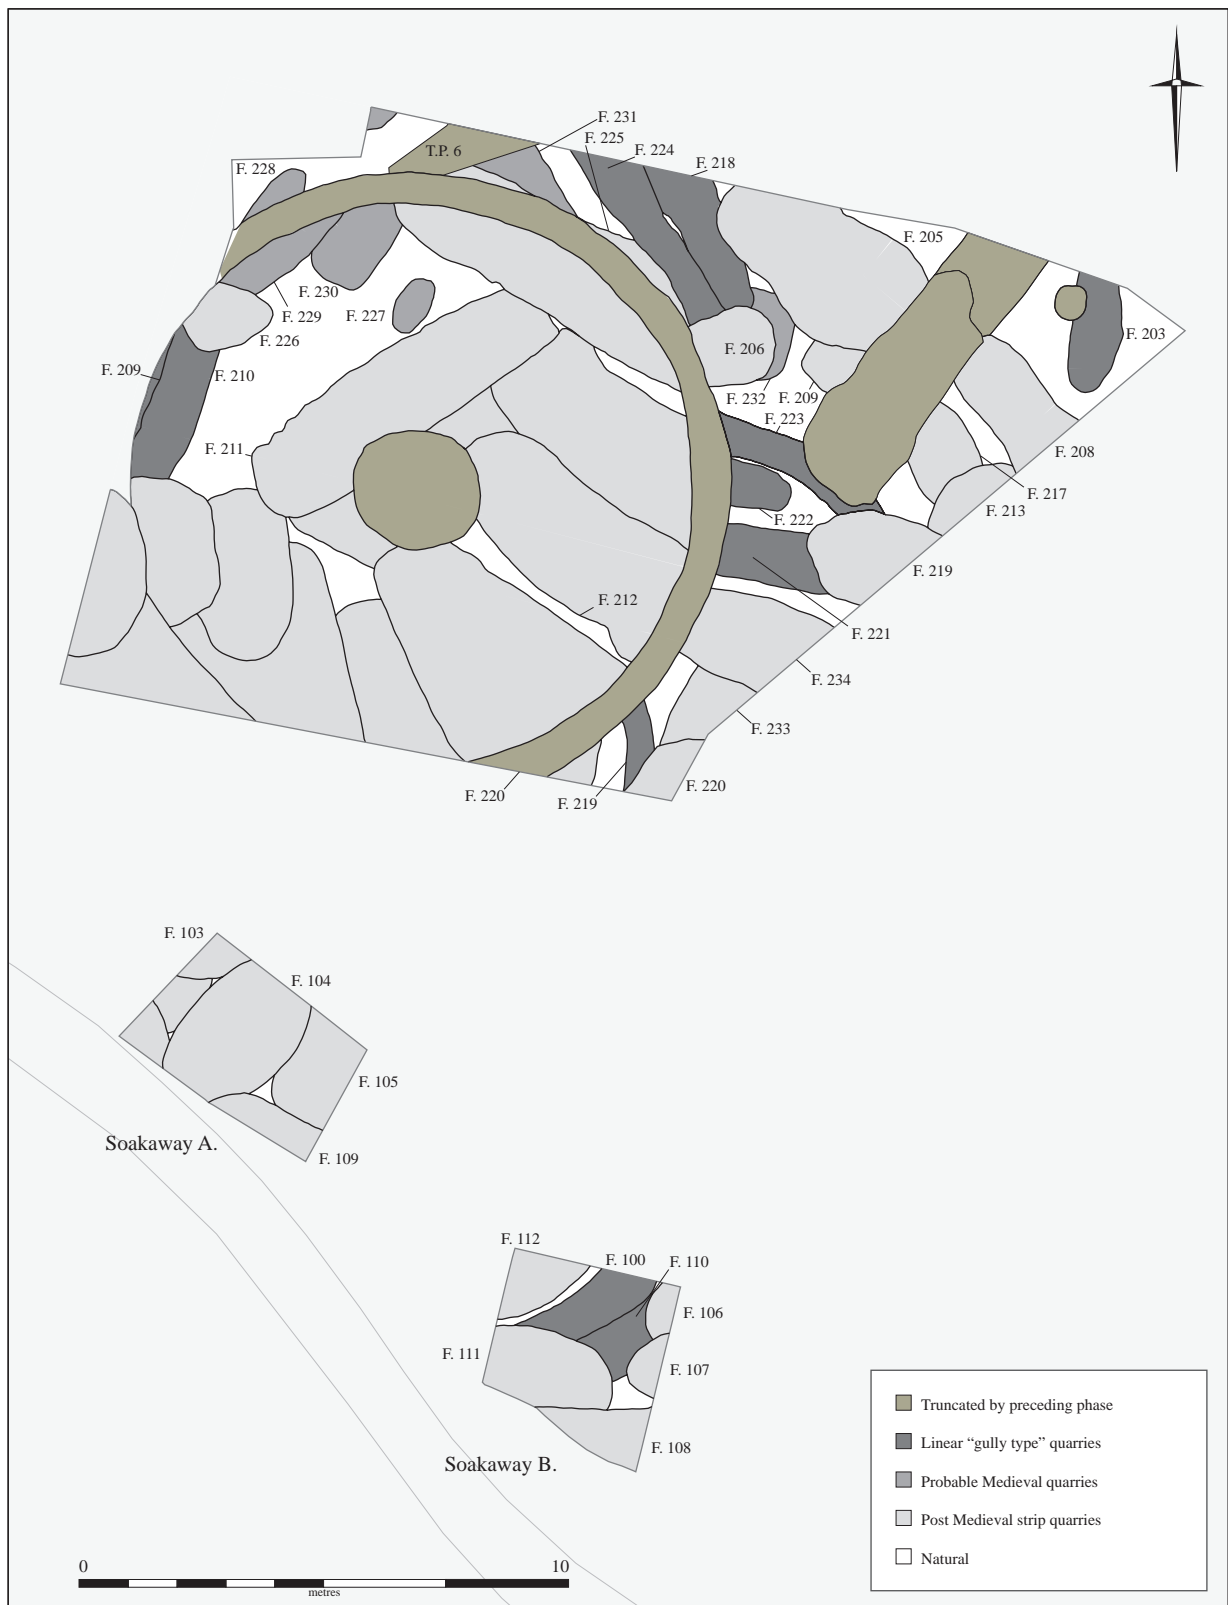 F. 231
F. 225
F. 224
F. 218
T.P. 6
F. 228
F. 205
F. 230
F. 229
F. 227
F. 226
F. 203
F. 206
F. 209
F. 210
F. 232
F. 209
F. 223
F. 211
F. 208
F. 217
F. 213
F. 222
F. 219
F. 212
F. 221
F. 234
F. 233
F. 220
F. 219
F. 220
F. 103
F. 104
F. 105
Soakaway A.
F. 109
F. 112
F. 100
F. 110
F. 106
F. 111
F. 107
F. 108
Soakaway B.
Truncated by preceding phase
Linear “gully type” quarries
Probable Medieval quarries
Post Medieval strip quarries
Natural
0
10
metres